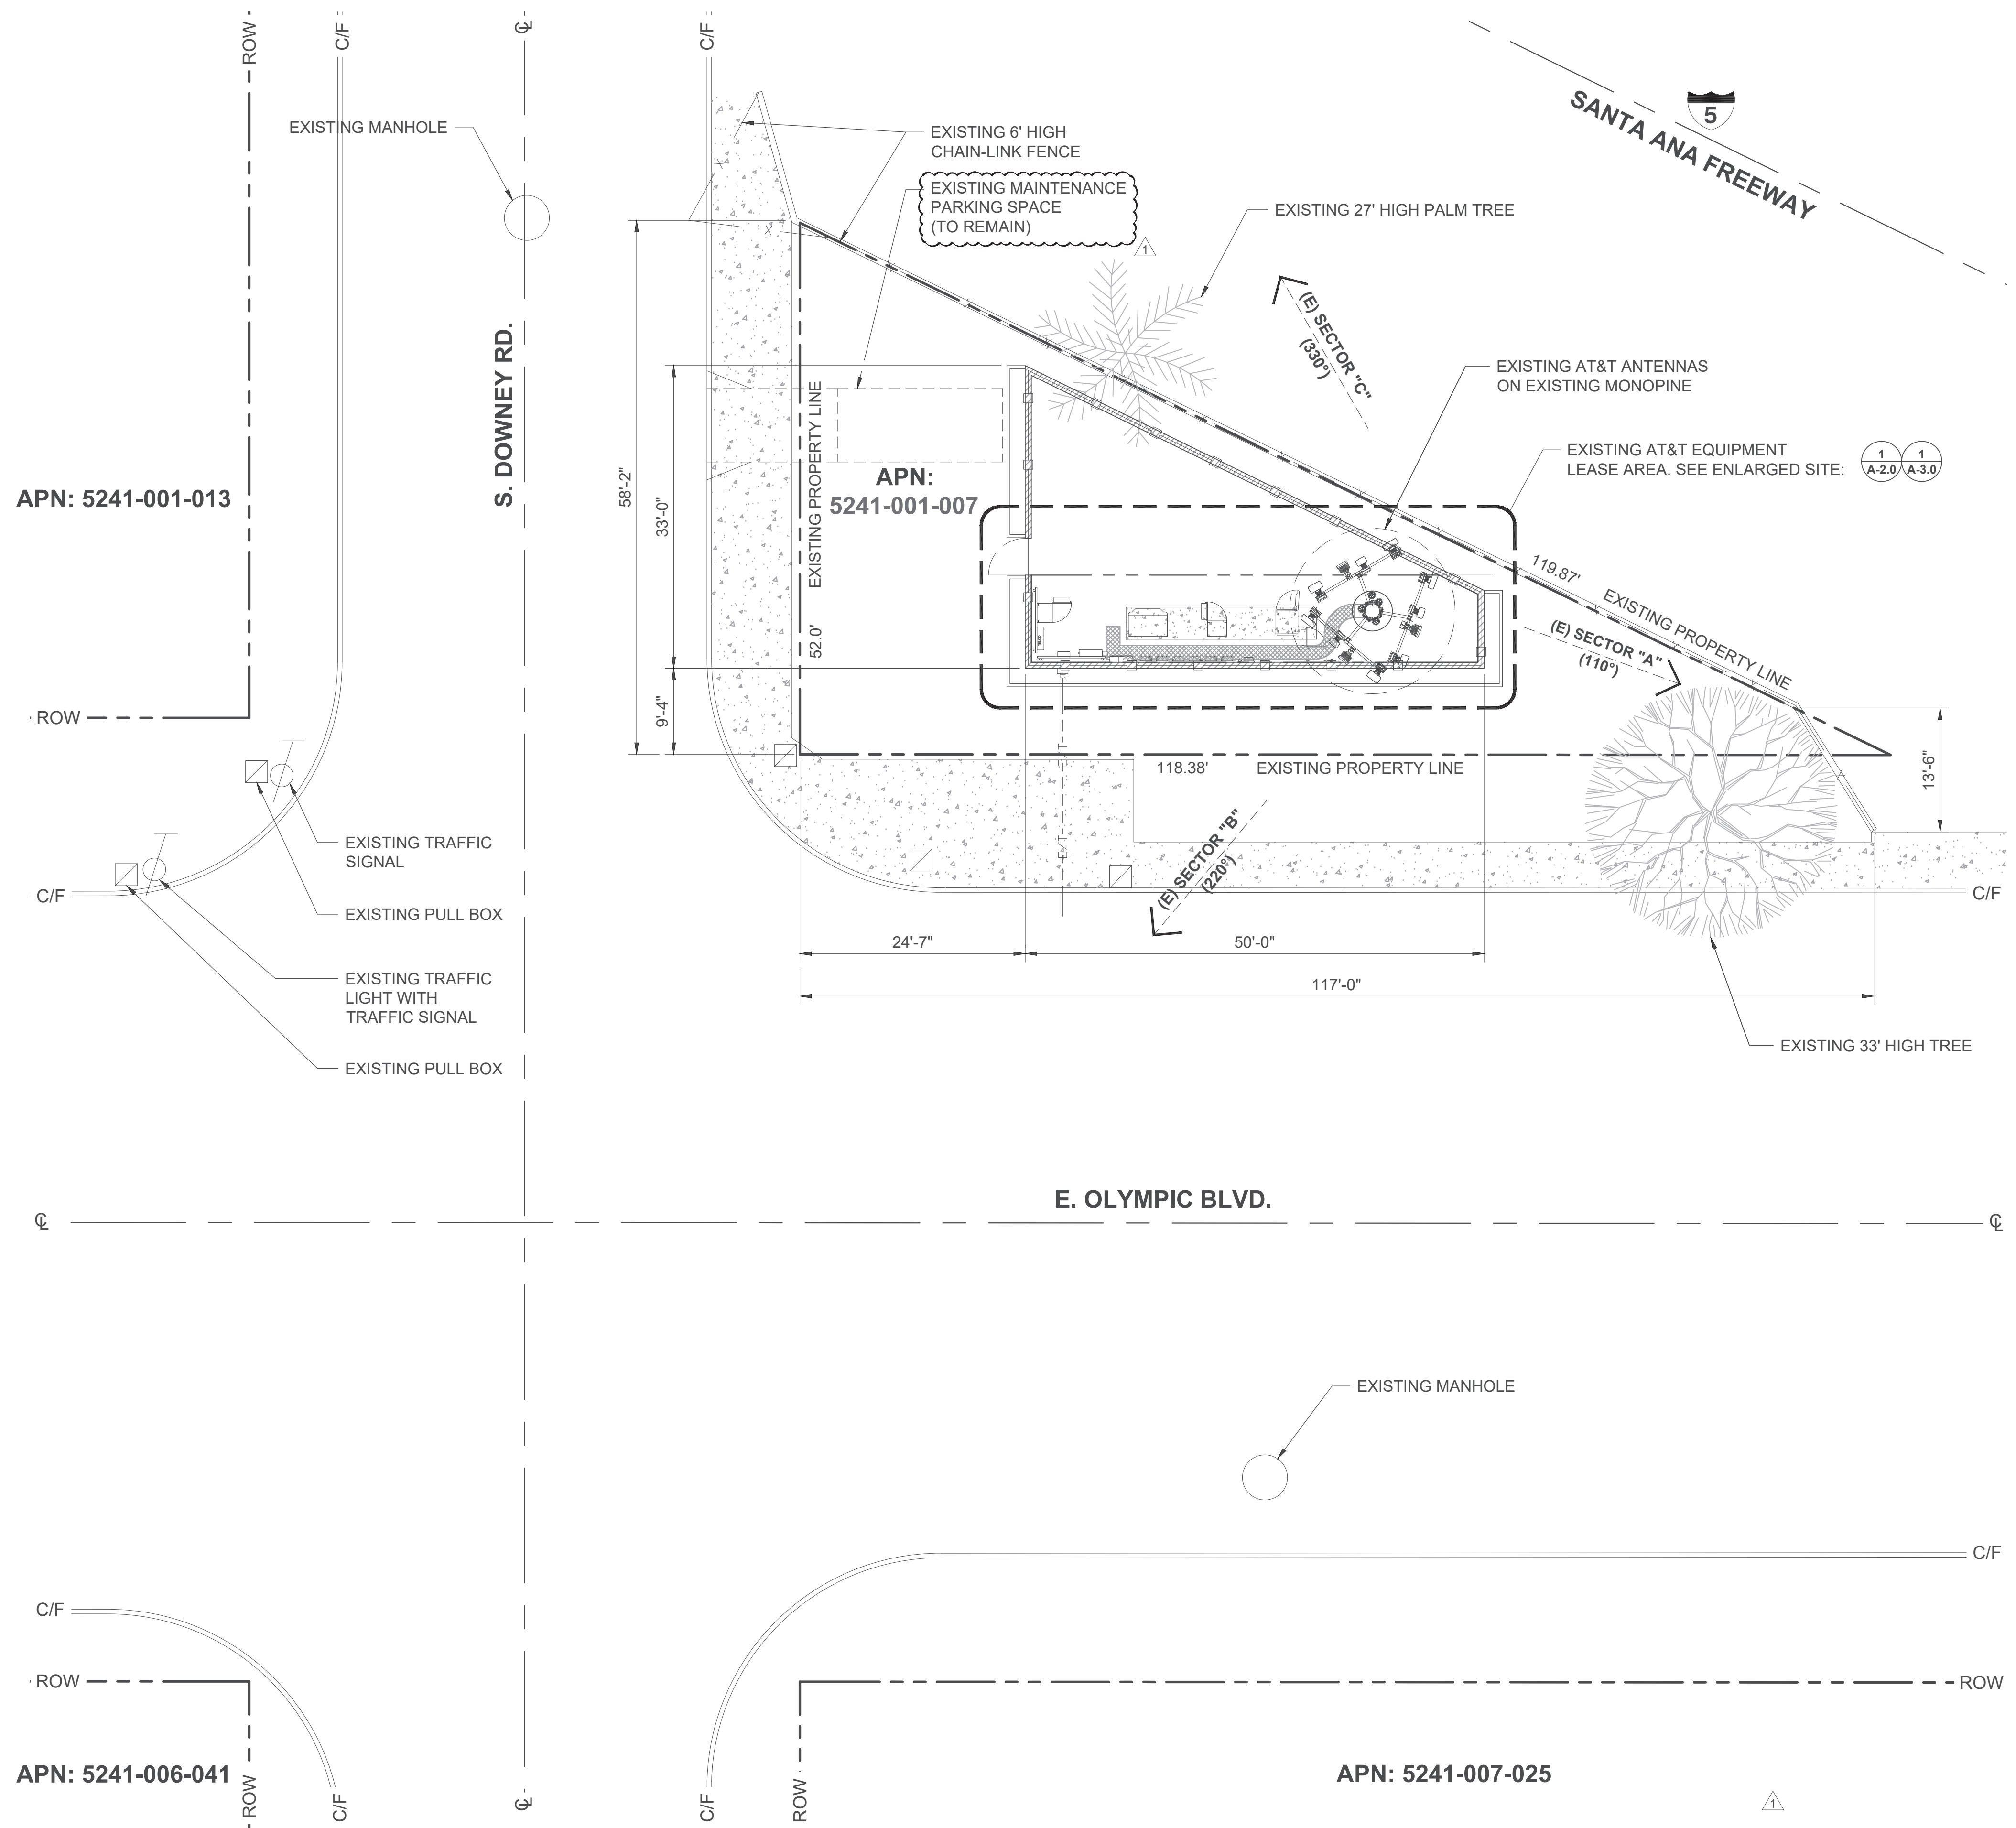 ROW
C/F
℄
C/F
5
SANTA ANA FREEWAY
EXISTING MANHOLE
EXISTING 6' HIGH
CHAIN-LINK FENCE
EXISTING MAINTENANCE
PARKING SPACE
(TO REMAIN)
1
EXISTING 27' HIGH PALM TREE
(E) SECTOR "C"
(330°)
EXISTING AT&T ANTENNAS
ON EXISTING MONOPINE
EXISTING AT&T EQUIPMENT
LEASE AREA. SEE ENLARGED SITE:
1
A-2.0
1
A-3.0
S. DOWNEY RD.
APN: 5241-001-013
58'-2"
33'-0"
9'-4"
EXISTING PROPERTY LINE
52.0'
APN:
5241-001-007
119.87'
EXISTING PROPERTY LINE
(E) SECTOR "A"
(110°)
ROW
118.38'
EXISTING PROPERTY LINE
13'-6"
(E) SECTOR "B"
(220°)
EXISTING TRAFFIC
SIGNAL
C/F
C/F
EXISTING PULL BOX
24'-7"
50'-0"
117'-0"
EXISTING TRAFFIC
LIGHT WITH
TRAFFIC SIGNAL
EXISTING PULL BOX
EXISTING 33' HIGH TREE
E. OLYMPIC BLVD.
℄
℄
EXISTING MANHOLE
C/F
C/F
ROW
ROW
APN: 5241-006-041
APN: 5241-007-025
ROW
C/F
℄
C/F
ROW
1